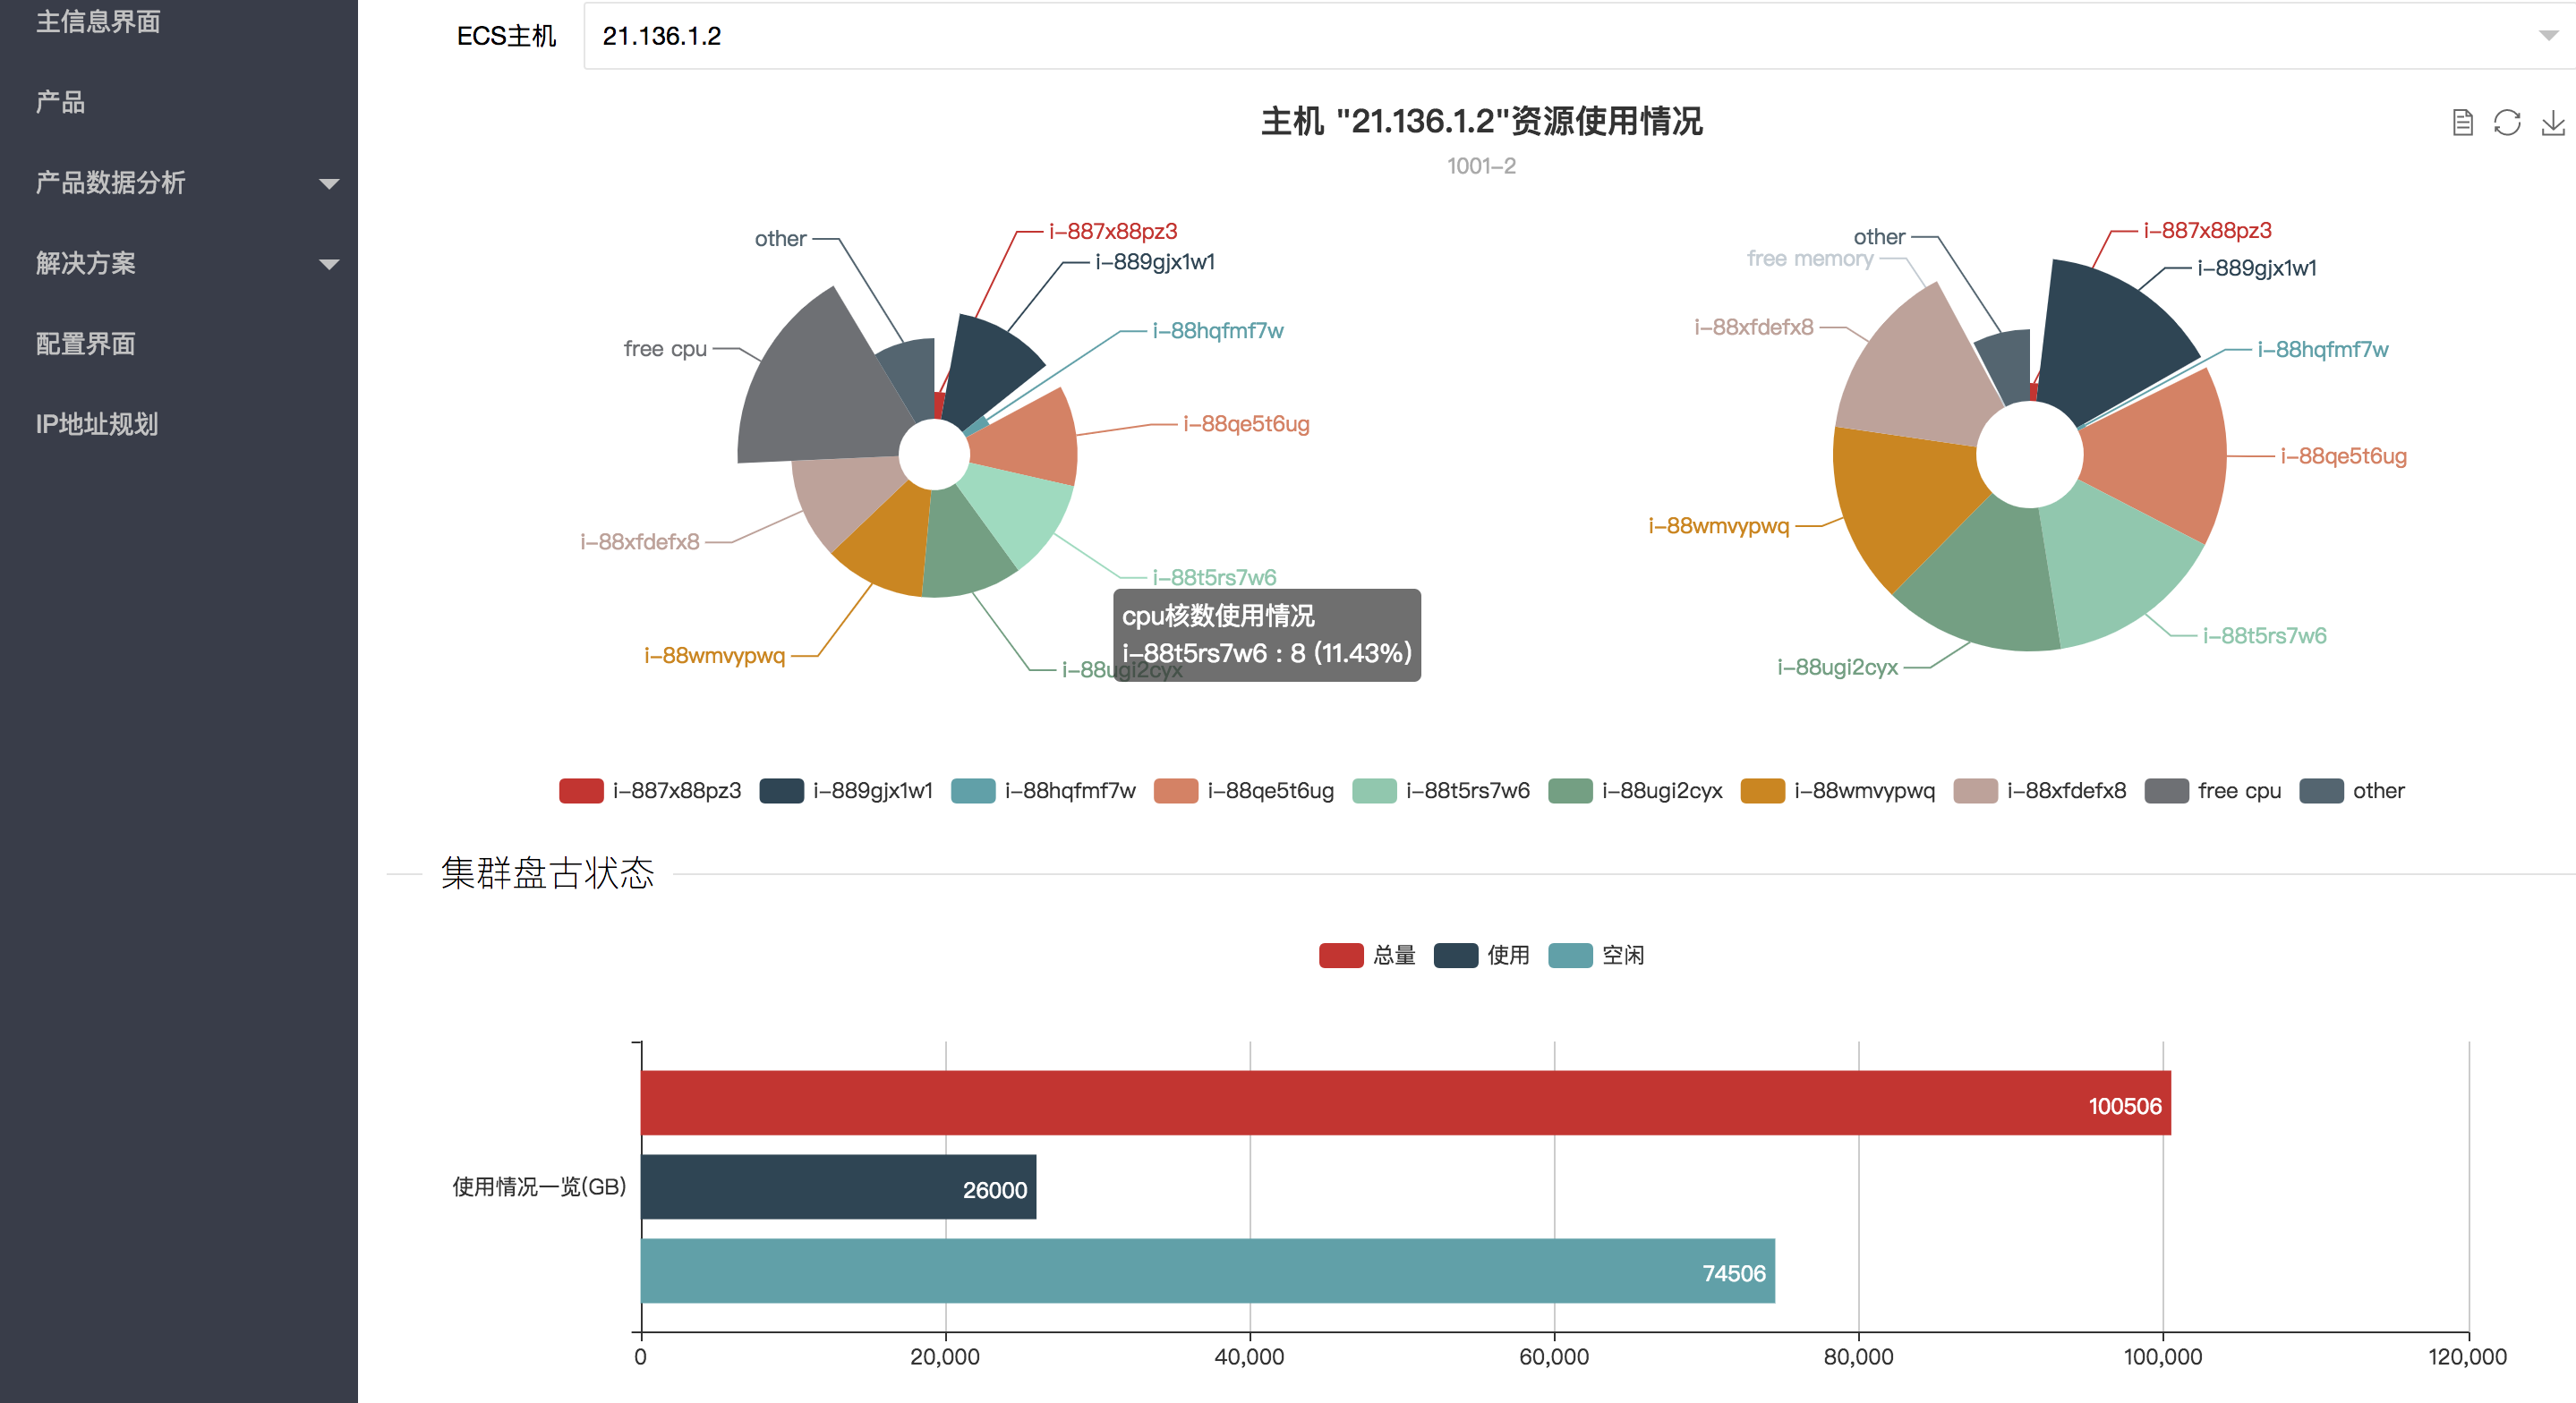 主信息界面
产品
产品数据分析
解决方案
配置界面
IP地址规划
ECS主机
21.136.1.2
主机 "21.136.1.2"资源使用情况
1001-2
other
i-887x88pz3
i-889gjx1w1
i-88hqfmf7w
free cpu
i-88qe5t6ug
i-88xfdefx8
i-88t5rs7w6
i-88wmvypwq
i-88ugi2cyx
cpu核数使用情况
i-88t5rs7w6 : 8 (11.43%)
other
i-887x88pz3
free memory
i-889gjx1w1
i-88xfdefx8
i-88hqfmf7w
i-88qe5t6ug
i-88wmvypwq
i-88t5rs7w6
i-88ugi2cyx
i-887x88pz3 i-889gjx1w1 i-88hqfmf7w i-88qe5t6ug i-88t5rs7w6 i-88ugi2cyx i-88wmvypwq i-88xfdefx8 free cpu other
集群盘古状态
总量 使用 空闲
100506
使用情况一览(GB)
26000
74506
0 20,000 40,000 60,000 80,000 100,000 120,000